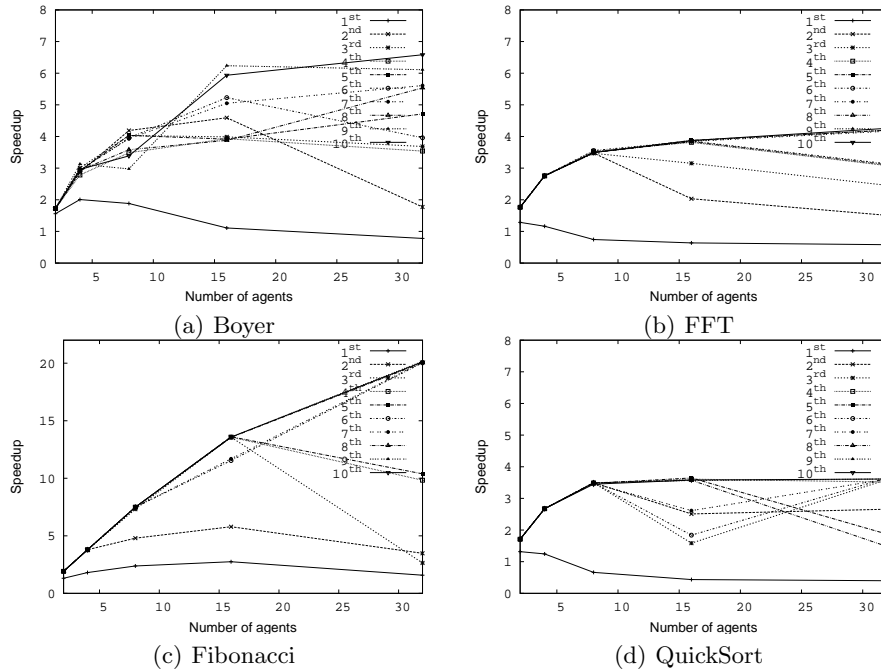 8
7
6
5
4
3
2
1
0
Speedup
5 10 15 20 25 30
Number of agents
1st
2nd
3rd
4th
5th
6th
7th
8th
9th
10th
(a) Boyer
8
7
6
5
4
3
2
1
0
Speedup
5 10 15 20 25 30
Number of agents
1st
2nd
3rd
4th
5th
6th
7th
8th
9th
10th
(b) FFT
20
15
10
5
0
Speedup
5 10 15 20 25 30
Number of agents
1st
2nd
3rd
4th
5th
6th
7th
8th
9th
10th
(c) Fibonacci
8
7
6
5
4
3
2
1
0
Speedup
5 10 15 20 25 30
Number of agents
1st
2nd
3rd
4th
5th
6th
7th
8th
9th
10th
(d) QuickSort